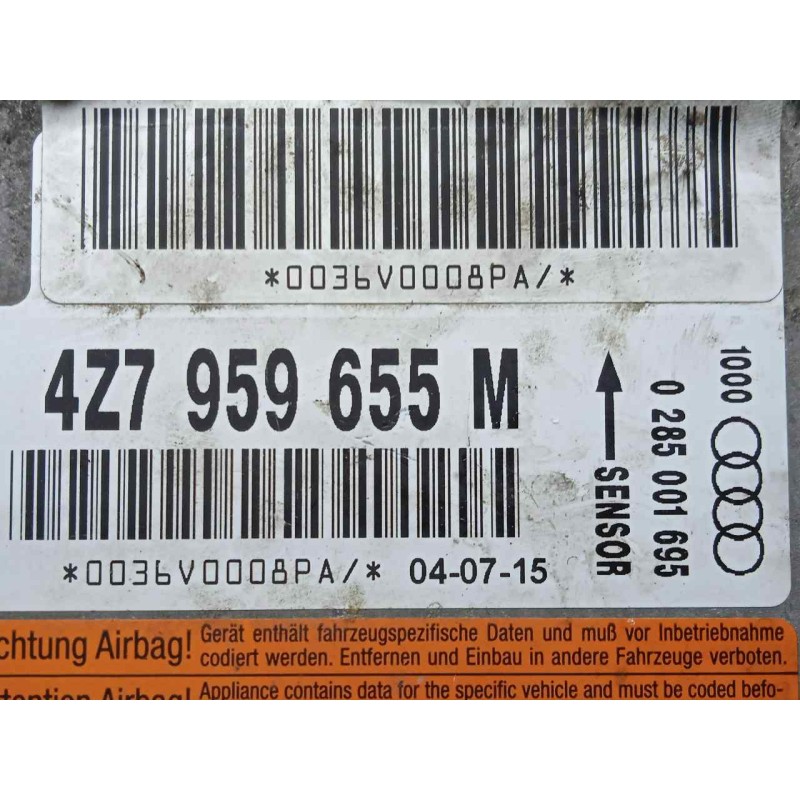 *0036V0008PA/*
4Z7 959 655 M
*0036V0008PA/* 04-07-15
SENSOR
0 285 001 695
1000
chtung Airbag!
Gerät enthält fahrzeugspezifische Daten und muß vor Inbetriebnahme
codiert werden. Entfernen und Einbau in andere Fahrzeuge verboten.
ttention Airbag!
Appliance contains data for the specific vehicle and must be coded befo-